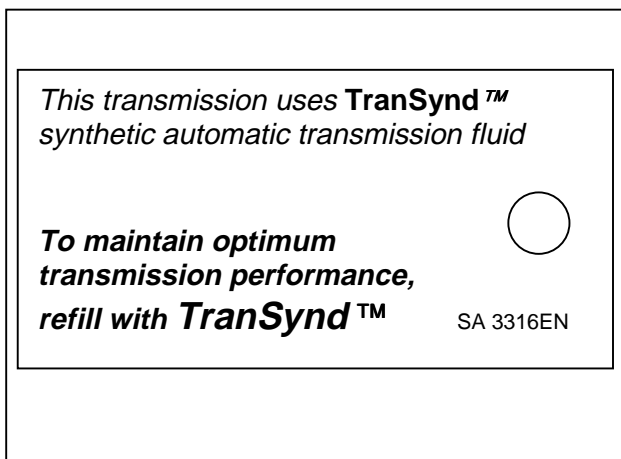 This transmission uses TranSynd™
synthetic automatic transmission fluid
To maintain optimum
transmission performance,
refill with TranSynd™
SA 3316EN